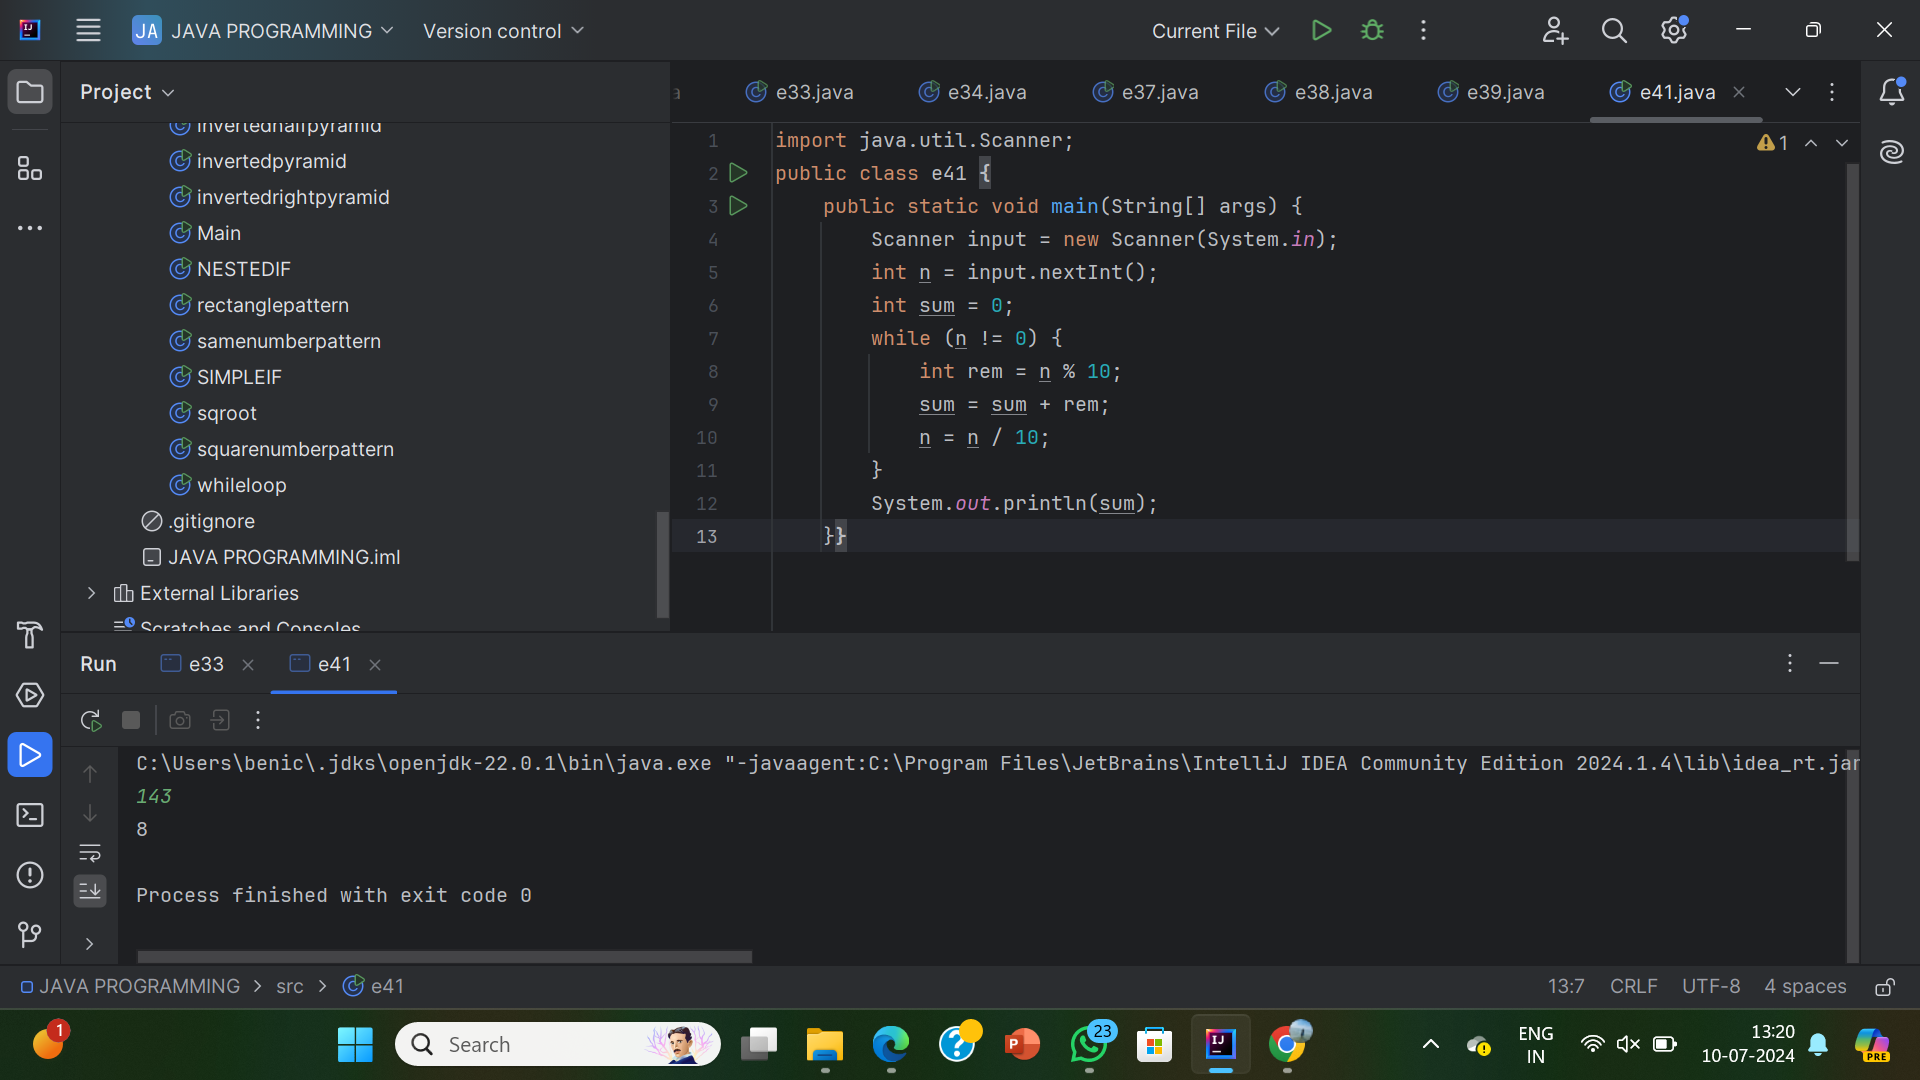 JA JAVA PROGRAMMING
Version control
Current File
Project
e33.java
e34.java
e37.java
e38.java
e39.java
e41.java
invertedhalfpyramid
invertedpyramid
invertedrightpyramid
Main
NESTEDIF
rectanglepattern
samenumberpattern
SIMPLEIF
sqroot
squarenumberpattern
whileloop
.gitignore
JAVA PROGRAMMING.iml
External Libraries
Scratches and Consoles
1 import java.util.Scanner;
2 public class e41 {
3 public static void main(String[] args) {
4 Scanner input = new Scanner(System.in);
5 int n = input.nextInt();
6 int sum = 0;
7 while (n != 0) {
8 int rem = n % 10;
9 sum = sum + rem;
10 n = n / 10;
11 }
12 System.out.println(sum);
13 }}
1
Run
e33
e41
C:\Users\benic\.jdks\openjdk-22.0.1\bin\java.exe "-javaagent:C:\Program Files\JetBrains\IntelliJ IDEA Community Edition 2024.1.4\lib\idea_rt.jar
143
8
Process finished with exit code 0
JAVA PROGRAMMING > src > e41
13:7 CRLF UTF-8 4 spaces
1
Search
P
23
IJ
ENG
IN
13:20
10-07-2024
PRE